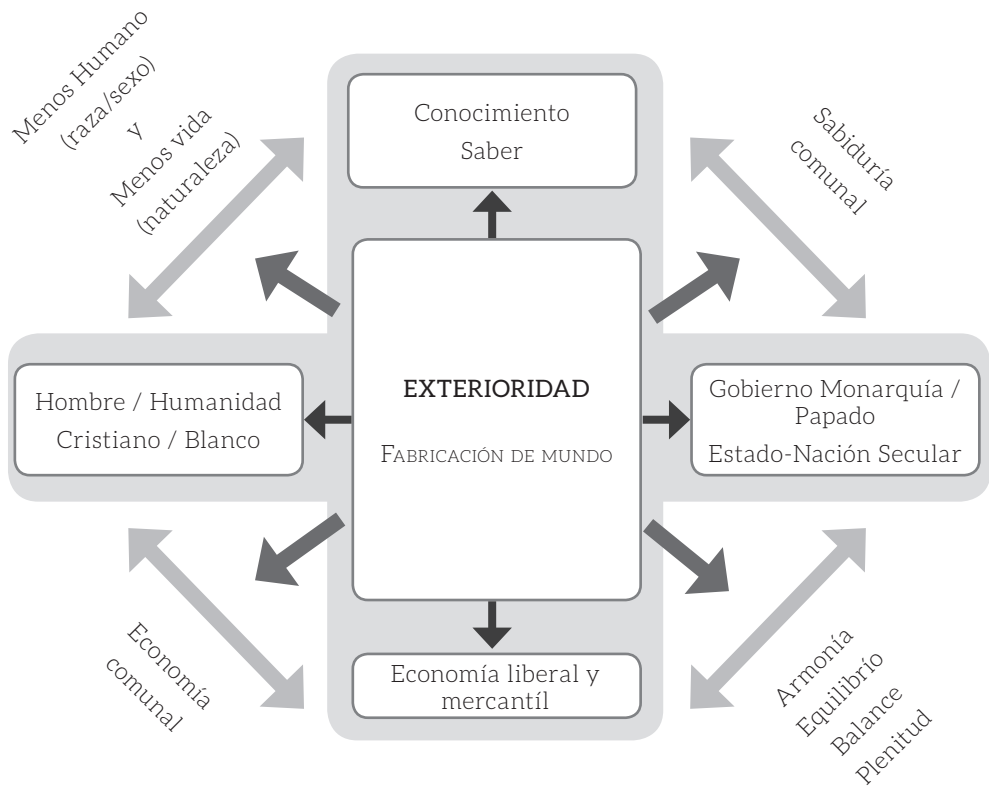 Menos Humano
(raza/sexo)
y
Menos vida
(naturaleza)
Conocimiento
Saber
Sabiduría
comunal
Hombre / Humanidad
Cristiano / Blanco
EXTERIORIDAD
FABRICACIÓN DE MUNDO
Gobierno Monarquía /
Papado
Estado-Nación Secular
Economía
comunal
Economía liberal y
mercantíl
Armonía
Equilibrío
Balance
Plenitud